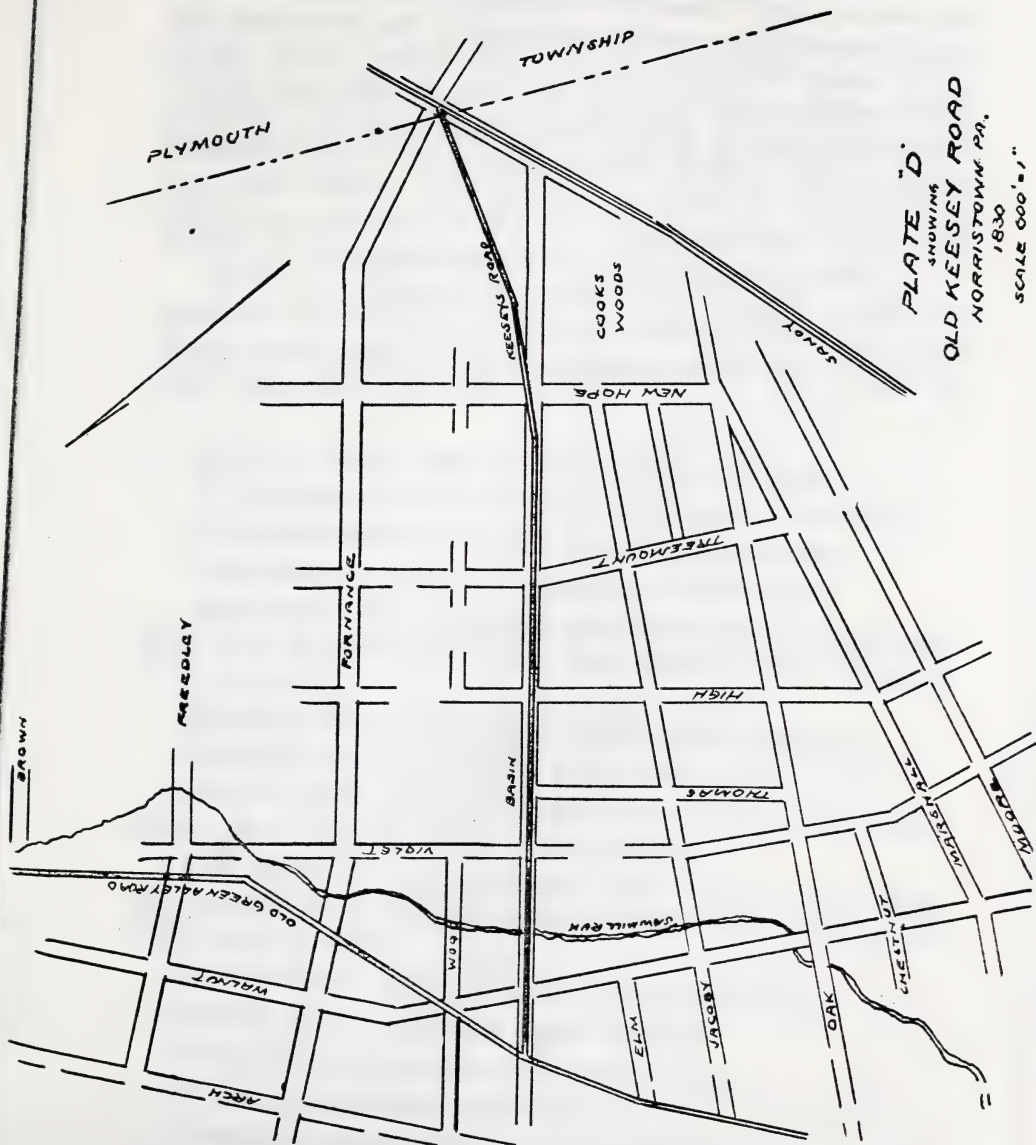 PLATE "D"
SHOWING
OLD KEESEY ROAD
NORRISTOWN PA.
1830
SCALE 600'=1"
PLYMOUTH
TOWNSHIP
KEESEYS ROAD
COOKS
WOODS
SANDY
NEW HOPE
TREEMOUNT
FORNANCE
FREEDLEY
BROWN
HIGH
BASIN
THOMAS
VIOLET
OLD GREEN ALLEY ROAD
SAWMILL RUN
WALNUT
ARCH
ELM
JACOBY
OAK
CHESTNUT
MARSHALL
MOORE